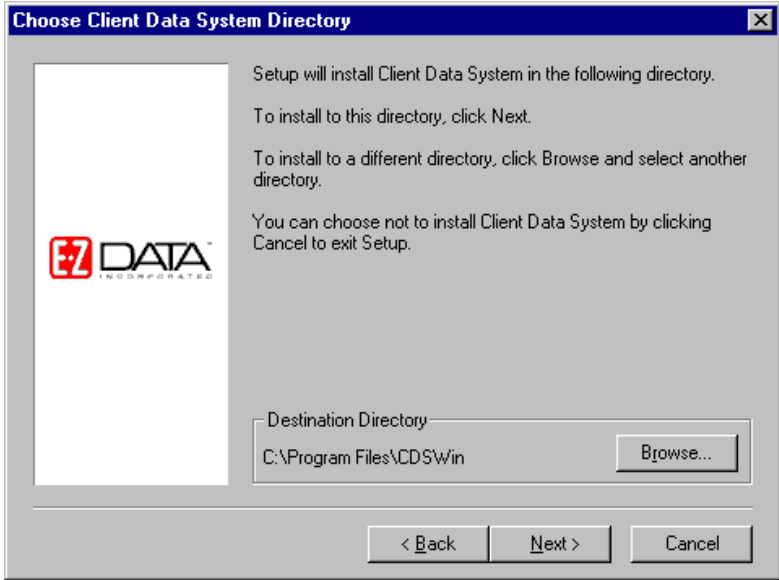 Choose Client Data System Directory
Setup will install Client Data System in the following directory.
To install to this directory, click Next.
To install to a different directory, click Browse and select another
directory.
You can choose not to install Client Data System by clicking
Cancel to exit Setup.
E-Z DATA™
INCORPORATED
Destination Directory
C:\Program Files\CDSWin
Browse...
< Back
Next >
Cancel